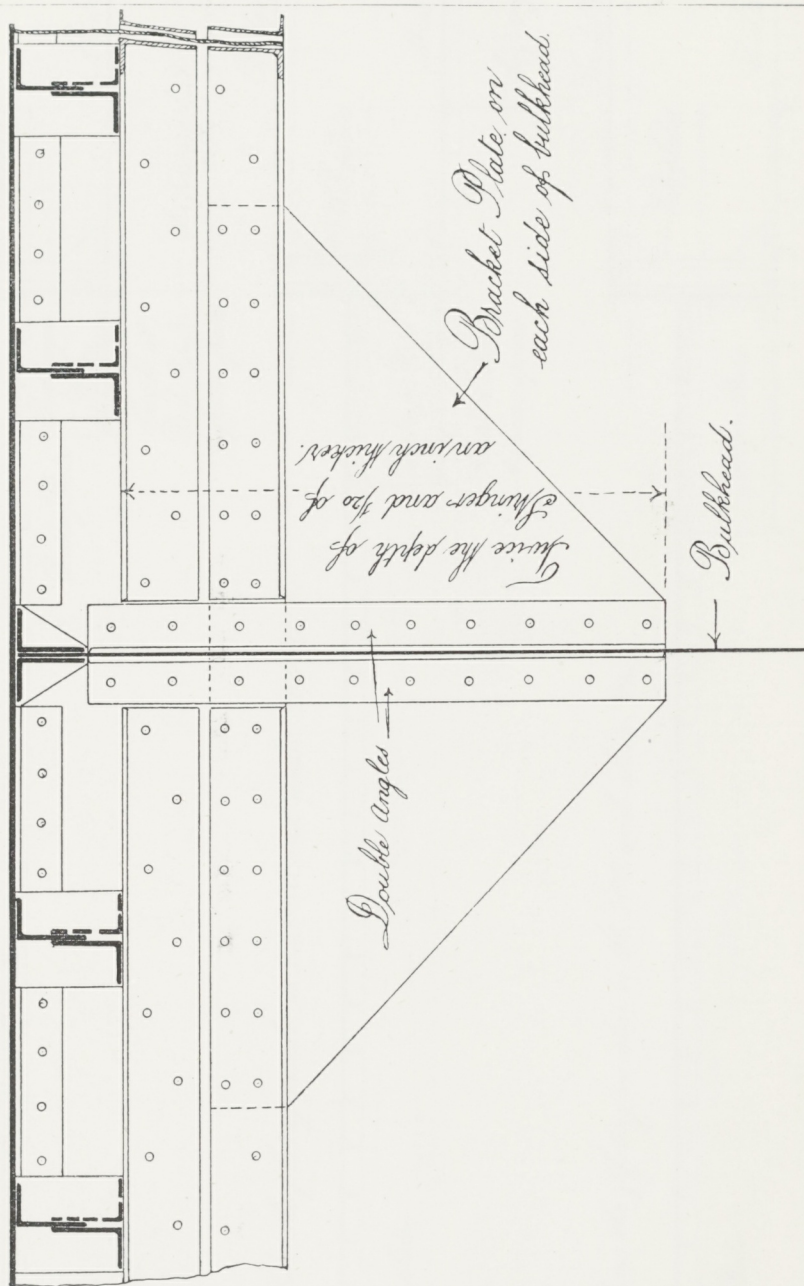 Bracket Plate on
each side of bulkhead.
Twice the depth of
Stringer and 1/20 of
an inch thicker.
Double angles
Bulkhead.